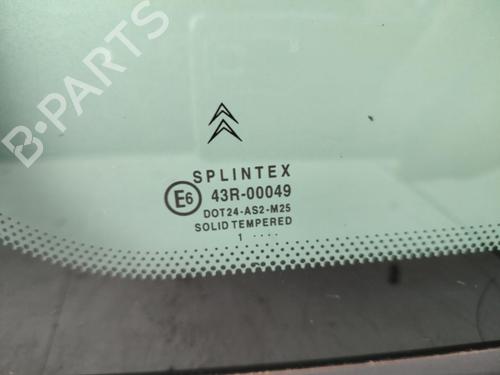 B-PARTS
SPLINTEX
E6 43R-00049
DOT24-AS2-M25
SOLID TEMPERED
1 ....